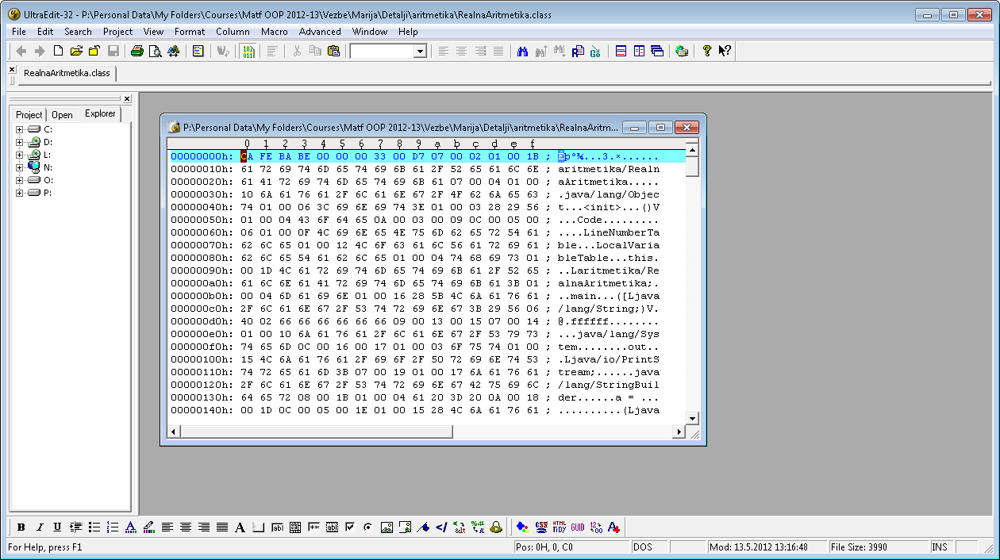 UltraEdit-32 - P:\Personal Data\My Folders\Courses\Matf OOP 2012-13\Vezbe\Marija\Detalji\aritmetika\RealnaAritmetika.class
File Edit Search Project View Format Column Macro Advanced Window Help
RealnaAritmetika.class
Project Open Explorer
C:
D:
L:
N:
O:
P:
P:\Personal Data\My Folders\Courses\Matf OOP 2012-13\Vezbe\Marija\Detalji\aritmetika\RealnaAritm...
0 1 2 3 4 5 6 7 8 9 a b c d e f
00000000h: CA FE BA BE 00 00 00 33 00 D7 07 00 02 01 00 1B ; Êþº¾...3.×......
00000010h: 61 72 69 74 6D 65 74 69 6B 61 2F 52 65 61 6C 6E ; aritmetika/Realn
00000020h: 61 41 72 69 74 6D 65 74 69 6B 61 07 00 04 01 00 ; aAritmetika.....
00000030h: 10 6A 61 76 61 2F 6C 61 6E 67 2F 4F 62 6A 65 63 ; .java/lang/Objec
00000040h: 74 01 00 06 3C 69 6E 69 74 3E 01 00 03 28 29 56 ; t...<init>...()V
00000050h: 01 00 04 43 6F 64 65 0A 00 03 00 09 0C 00 05 00 ; ...Code.........
00000060h: 06 01 00 0F 4C 69 6E 65 4E 75 6D 62 65 72 54 61 ; ....LineNumberTa
00000070h: 62 6C 65 01 00 12 4C 6F 63 61 6C 56 61 72 69 61 ; ble...LocalVaria
00000080h: 62 6C 65 54 61 62 6C 65 01 00 04 74 68 69 73 01 ; bleTable...this.
00000090h: 00 1D 4C 61 72 69 74 6D 65 74 69 6B 61 2F 52 65 ; ..Laritmetika/Re
000000a0h: 61 6C 6E 61 41 72 69 74 6D 65 74 69 6B 61 3B 01 ; alnaAritmetika;.
000000b0h: 00 04 6D 61 69 6E 01 00 16 28 5B 4C 6A 61 76 61 ; ..main...([Ljava
000000c0h: 2F 6C 61 6E 67 2F 53 74 72 69 6E 67 3B 29 56 06 ; /lang/String;)V.
000000d0h: 40 02 66 66 66 66 66 66 09 00 13 00 15 07 00 14 ; @.ffffff........
000000e0h: 01 00 10 6A 61 76 61 2F 6C 61 6E 67 2F 53 79 73 ; ...java/lang/Sys
000000f0h: 74 65 6D 0C 00 16 00 17 01 00 03 6F 75 74 01 00 ; tem........out..
00000100h: 15 4C 6A 61 76 61 2F 69 6F 2F 50 72 69 6E 74 53 ; .Ljava/io/PrintS
00000110h: 74 72 65 61 6D 3B 07 00 19 01 00 17 6A 61 76 61 ; tream;......java
00000120h: 2F 6C 61 6E 67 2F 53 74 72 69 6E 67 42 75 69 6C ; /lang/StringBuil
00000130h: 64 65 72 08 00 1B 01 00 04 61 20 3D 20 0A 00 18 ; der......a = ...
00000140h: 00 1D 0C 00 05 00 1E 01 00 15 28 4C 6A 61 76 61 ; ..........(Ljava
For Help, press F1 Pos: 0H, 0, C0 DOS Mod: 13.5.2012 13:16:48 File Size: 3990 INS